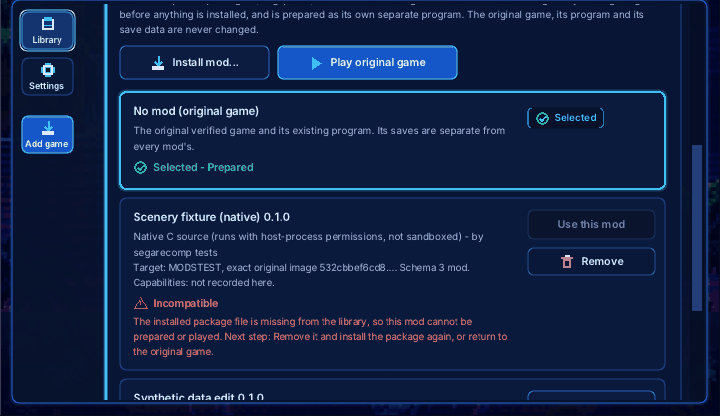 before anything is installed, and is prepared as its own separate program. The original game, its program and its
save data are never changed.
Library
Settings
Add game
Install mod...
Play original game
No mod (original game)
The original verified game and its existing program. Its saves are separate from
every mod's.
Selected - Prepared
Selected
Scenery fixture (native) 0.1.0
Native C source (runs with host-process permissions, not sandboxed) - by
segarecomp tests
Target: MODSTEST, exact original image 532cbbef6cd8.... Schema 3 mod.
Capabilities: not recorded here.
Incompatible
The installed package file is missing from the library, so this mod cannot be
prepared or played. Next step: Remove it and install the package again, or return to
the original game.
Use this mod
Remove
Synthetic data edit 0.1.0